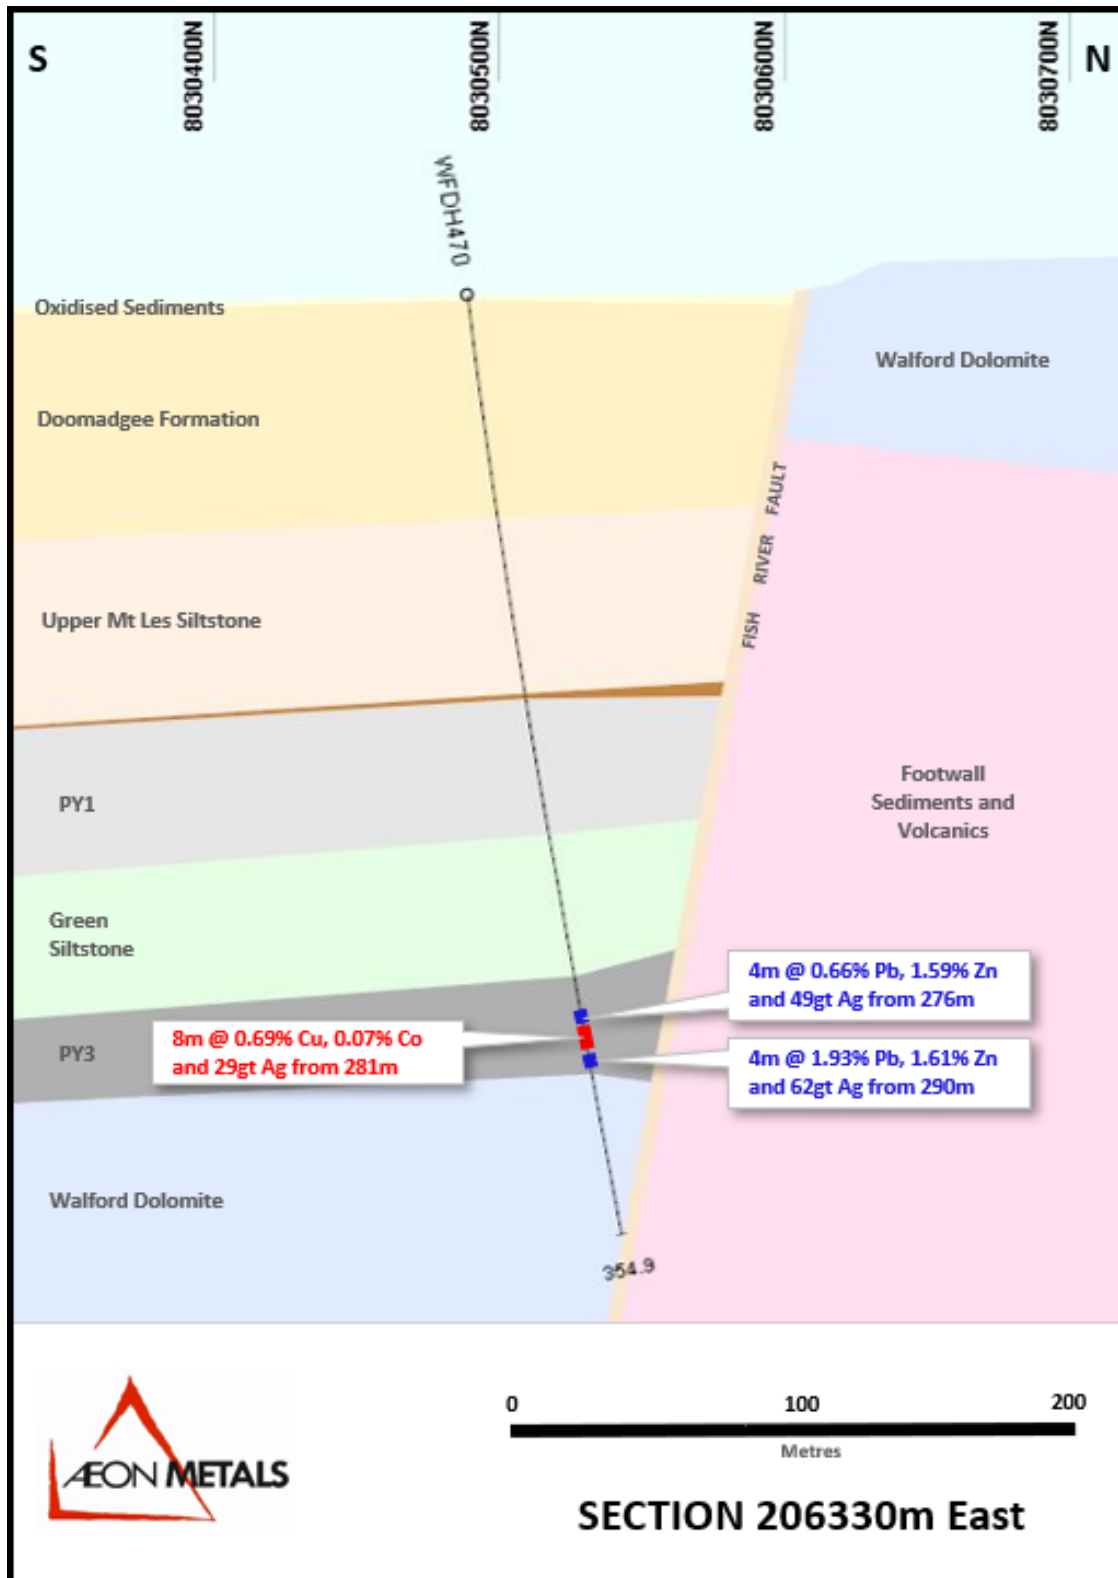 S
8030400N
8030500N
8030600N
8030700N
N
WFDH470
Oxidised Sediments
Doomadgee Formation
Walford Dolomite
FISH RIVER FAULT
Upper Mt Les Siltstone
PY1
Footwall
Sediments and
Volcanics
Green
Siltstone
4m @ 0.66% Pb, 1.59% Zn
and 49gt Ag from 276m
8m @ 0.69% Cu, 0.07% Co
and 29gt Ag from 281m
PY3
4m @ 1.93% Pb, 1.61% Zn
and 62gt Ag from 290m
Walford Dolomite
354.9
0
100
200
Metres
ÆON METALS
SECTION 206330m East